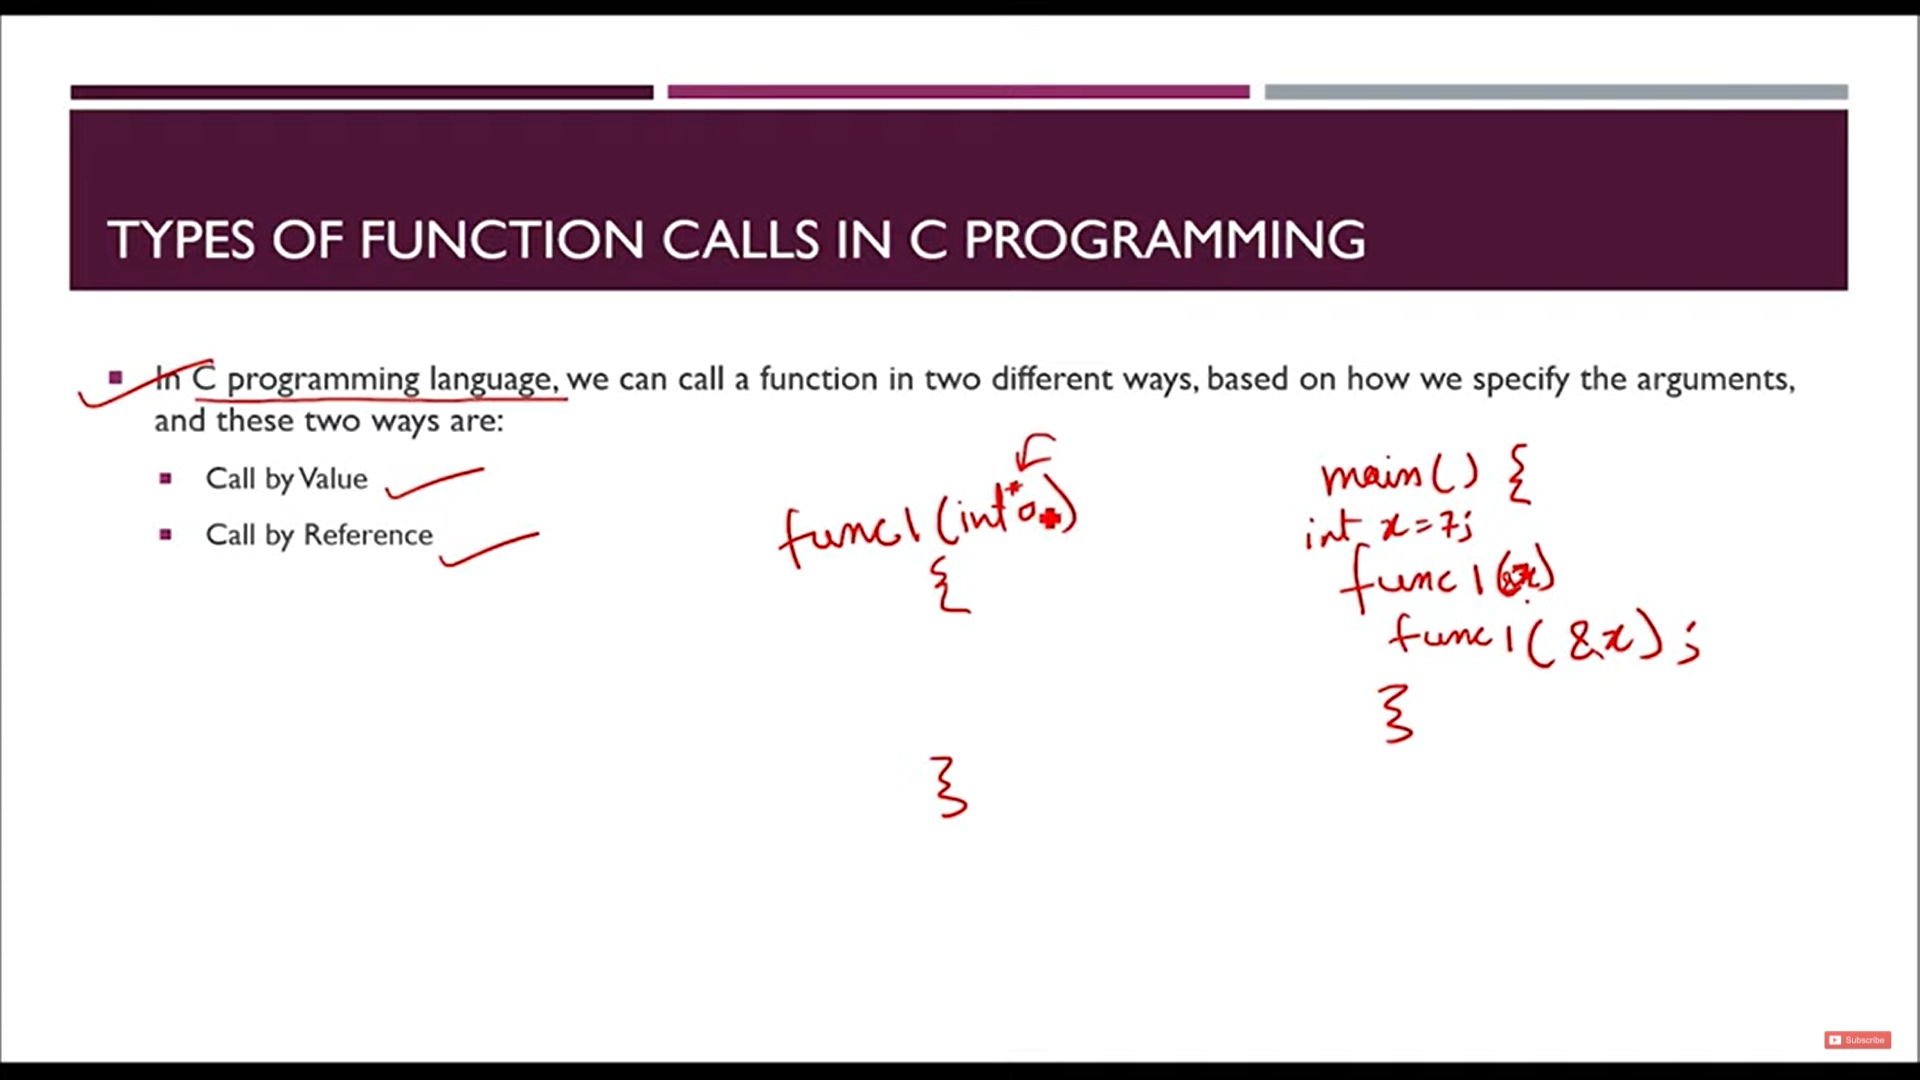 TYPES OF FUNCTION CALLS IN C PROGRAMMING
In C programming language, we can call a function in two different ways, based on how we specify the arguments,
and these two ways are:
Call by Value
Call by Reference
func1 (int*
{
}
main() {
int x=7;
func1(
func1(&x);
}
Subscribe